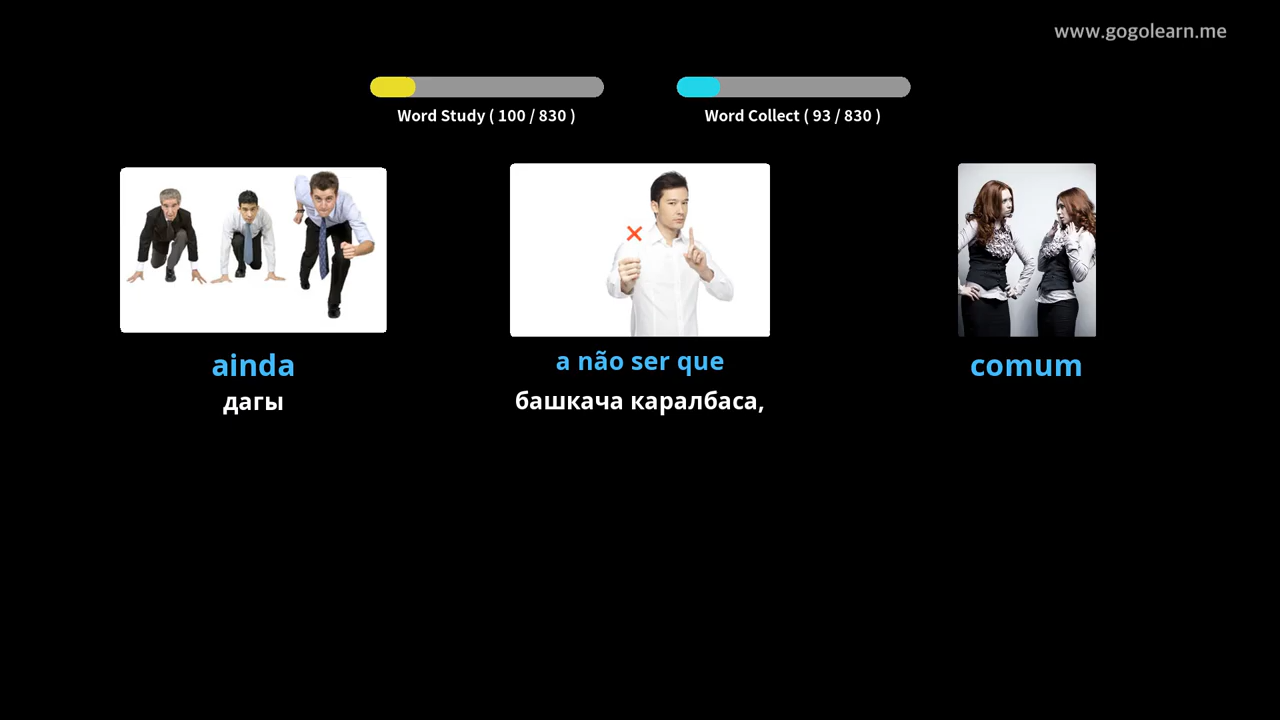 www.gogolearn.me
Word Study ( 100 / 830 )
Word Collect ( 93 / 830 )
ainda
дагы
a não ser que
башкача каралбаса,
comum